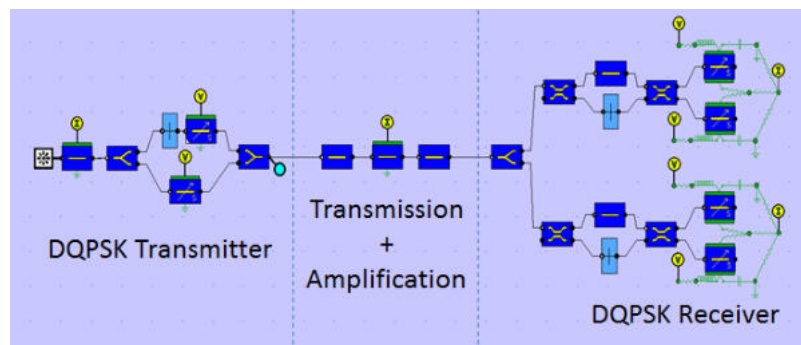 DQPSK Transmitter
Transmission
+
Amplification
DQPSK Receiver